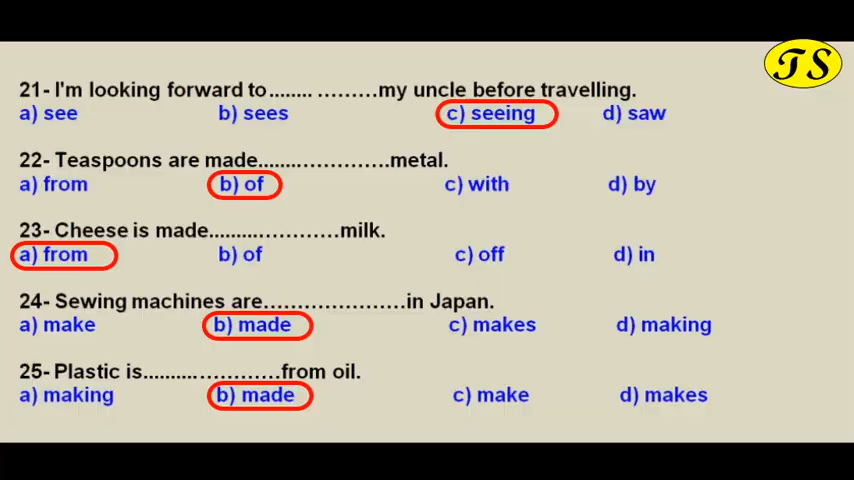 TS
21- I'm looking forward to........ .........my uncle before travelling.
a) see b) sees c) seeing d) saw
22- Teaspoons are made.......................metal.
a) from b) of c) with d) by
23- Cheese is made.......................milk.
a) from b) of c) off d) in
24- Sewing machines are.......................in Japan.
a) make b) made c) makes d) making
25- Plastic is.......................from oil.
a) making b) made c) make d) makes